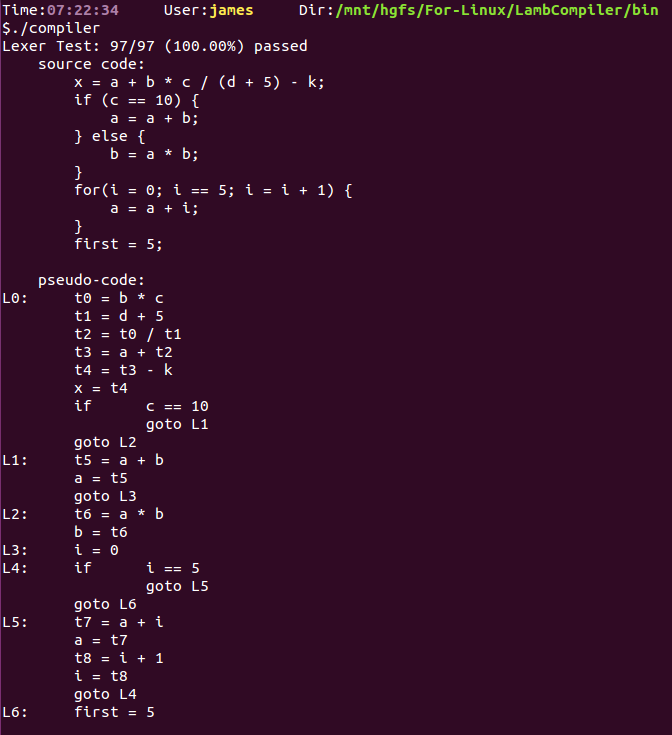 Time:07:22:34     User:james     Dir:/mnt/hgfs/For-Linux/LambCompiler/bin
$./compiler
Lexer Test: 97/97 (100.00%) passed
    source code:
        x = a + b * c / (d + 5) - k;
        if (c == 10) {
            a = a + b;
        } else {
            b = a * b;
        }
        for(i = 0; i == 5; i = i + 1) {
            a = a + i;
        }
        first = 5;

    pseudo-code:
L0:     t0 = b * c
        t1 = d + 5
        t2 = t0 / t1
        t3 = a + t2
        t4 = t3 - k
        x = t4
        if      c == 10
                goto L1
        goto L2
L1:     t5 = a + b
        a = t5
        goto L3
L2:     t6 = a * b
        b = t6
L3:     i = 0
L4:     if      i == 5
                goto L5
        goto L6
L5:     t7 = a + i
        a = t7
        t8 = i + 1
        i = t8
        goto L4
L6:     first = 5